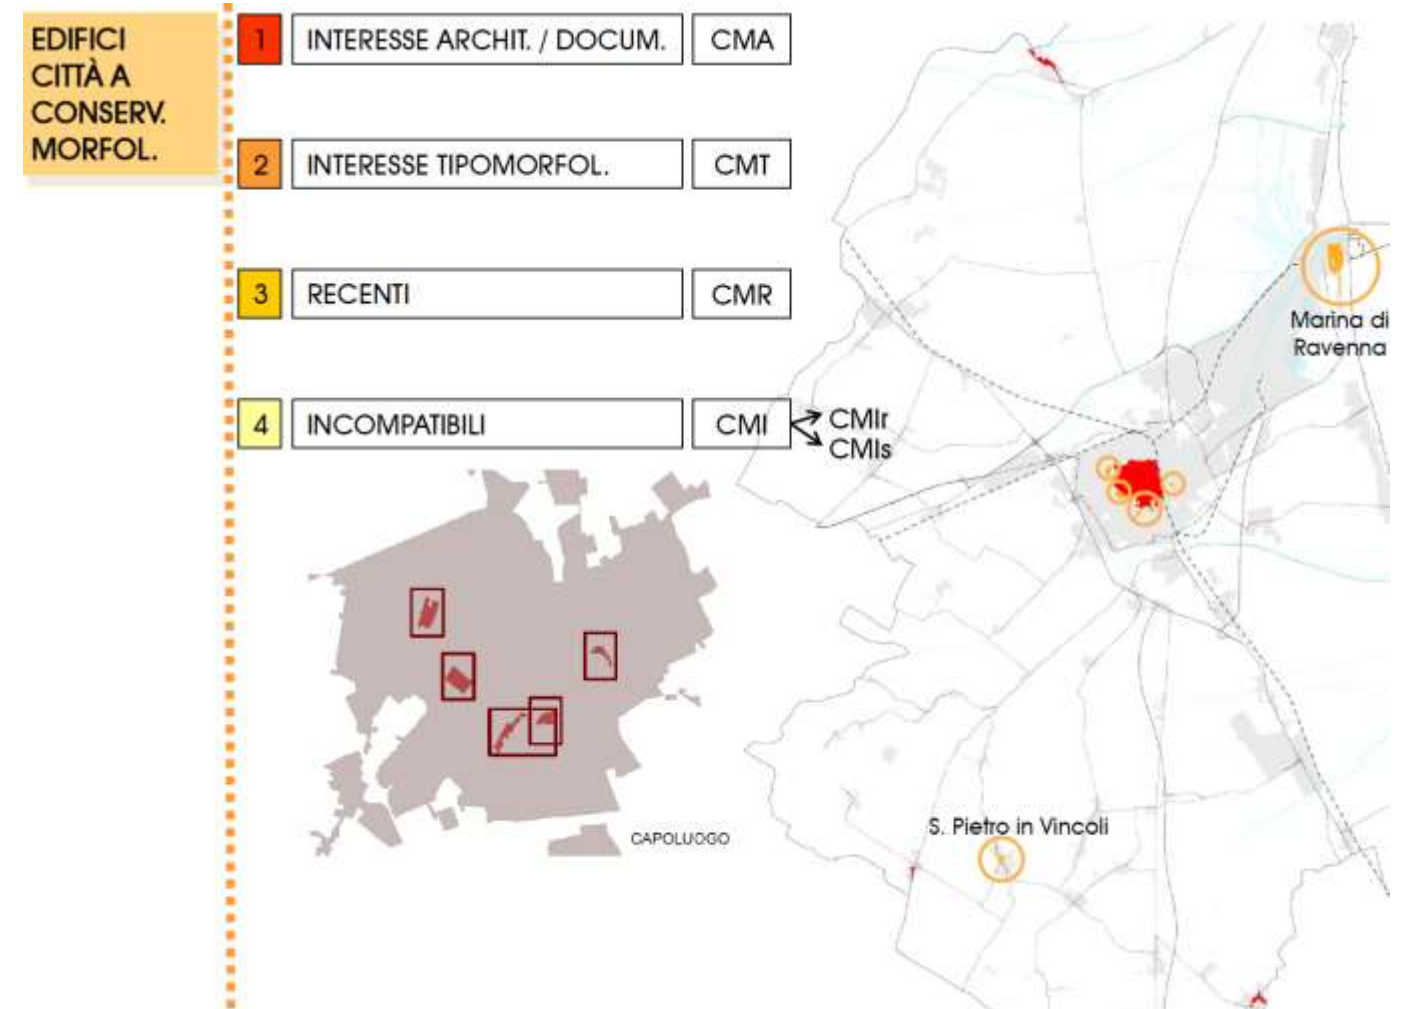 EDIFICI
CITTÀ A
CONSERV.
MORFOL.
1 INTERESSE ARCHIT. / DOCUM. CMA
2 INTERESSE TIPOMORFOL. CMT
3 RECENTI CMR
4 INCOMPATIBILI CMI CMIr
CMIs
Marina di
Ravenna
S. Pietro in Vincoli
CAPOLUOGO